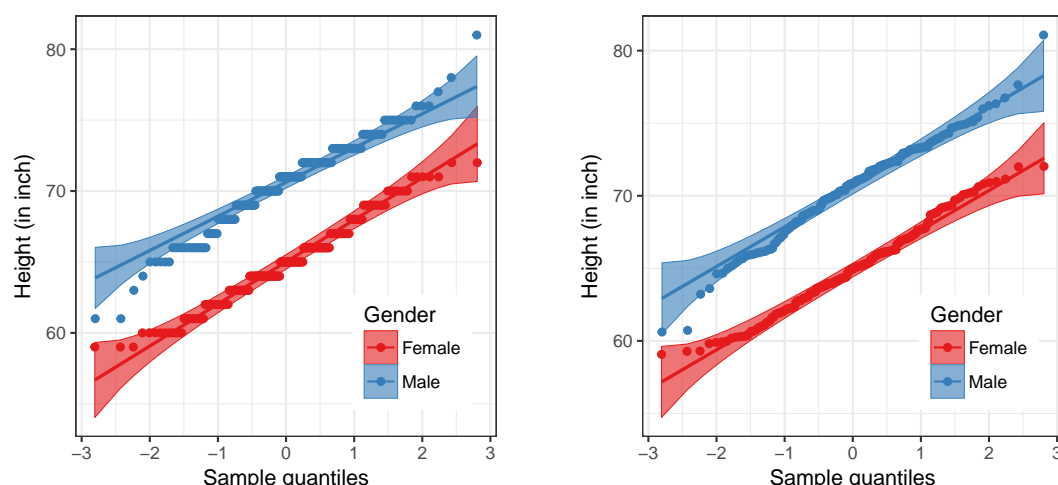 80
70
60
Height (in inch)
Gender
Female
Male
−3 −2 −1 0 1 2 3
Sample quantiles
80
70
60
Height (in inch)
Gender
Female
Male
−3 −2 −1 0 1 2 3
Sample quantiles